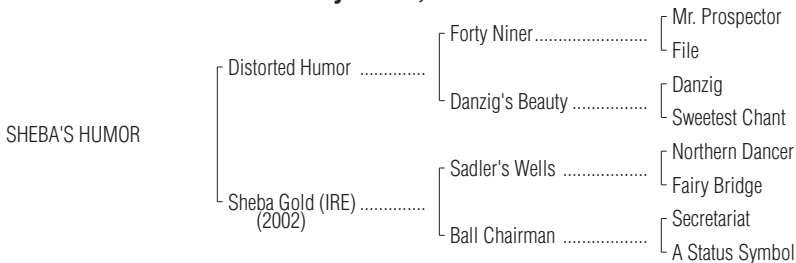 Forty Niner......................... Mr. Prospector
File
Distorted Humor ..............
Danzig's Beauty ................ Danzig
Sweetest Chant
SHEBA'S HUMOR
Sadler's Wells .................. Northern Dancer
Fairy Bridge
Sheba Gold (IRE) ..............
(2002)
Ball Chairman .................. Secretariat
A Status Symbol